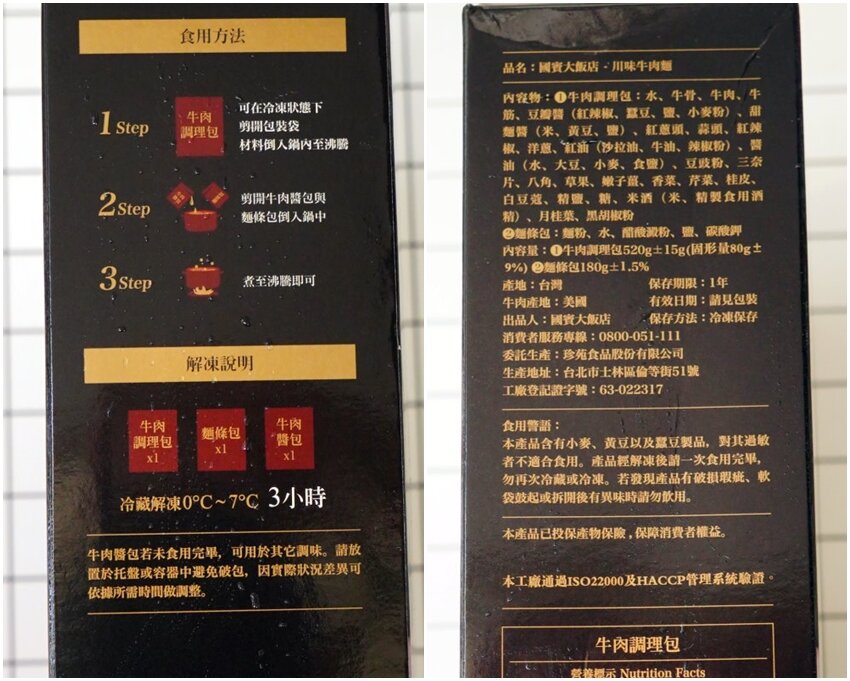 食用方法
1 Step
牛肉
調理包
可在冷凍狀態下
剪開包裝袋
材料倒入鍋內至沸騰
2 Step
剪開牛肉醬包與
麵條包倒入鍋中
3 Step
煮至沸騰即可
解凍說明
牛肉
調理包
x1
麵條包
x1
牛肉
醬包
x1
冷藏解凍0°C~7°C 3小時
牛肉醬包若未食用完畢,可用於其它調味。請放
置於托盤或容器中避免破包,因實際狀況差異可
依據所需時間做調整。
品名:國賓大飯店 - 川味牛肉麵
內容物:❶牛肉調理包:水、牛骨、牛肉、牛
筋、豆瓣醬(紅辣椒、蠶豆、鹽、小麥粉)、甜
麵醬(米、黃豆、鹽)、紅蔥頭、蒜頭、紅辣
椒、洋蔥、紅油(沙拉油、牛油、辣椒粉)、醬
油(水、大豆、小麥、食鹽)、豆豉粉、三奈
片、八角、草果、嫩子薑、香菜、芹菜、桂皮、
白豆蔻、精鹽、糖、米酒(米、精製食用酒
精)、月桂葉、黑胡椒粉
❷麵條包:麵粉、水、醋酸澱粉、鹽、碳酸鉀
內容量:❶牛肉調理包520g±15g(固形量80g±
9%) ❷麵條包180g±1.5%
產地:台灣 保存期限:1年
牛肉產地:美國 有效日期:請見包裝
出品人:國賓大飯店 保存方法:冷凍保存
消費者服務專線:0800-051-111
委託生產:珍苑食品股份有限公司
生產地址:台北市士林區倫等街51號
工廠登記證字號:63-022317
食用警語:
本產品含有小麥、黃豆以及蠶豆製品,對其過敏
者不適合食用。產品經解凍後請一次食用完畢,
勿再次冷藏或冷凍。若發現產品有破損瑕疵、軟
袋鼓起或拆開後有異味時請勿飲用。
本產品已投保產物保險,保障消費者權益。
本工廠通過ISO22000及HACCP管理系統驗證。
牛肉調理包
營養標示 Nutrition Facts